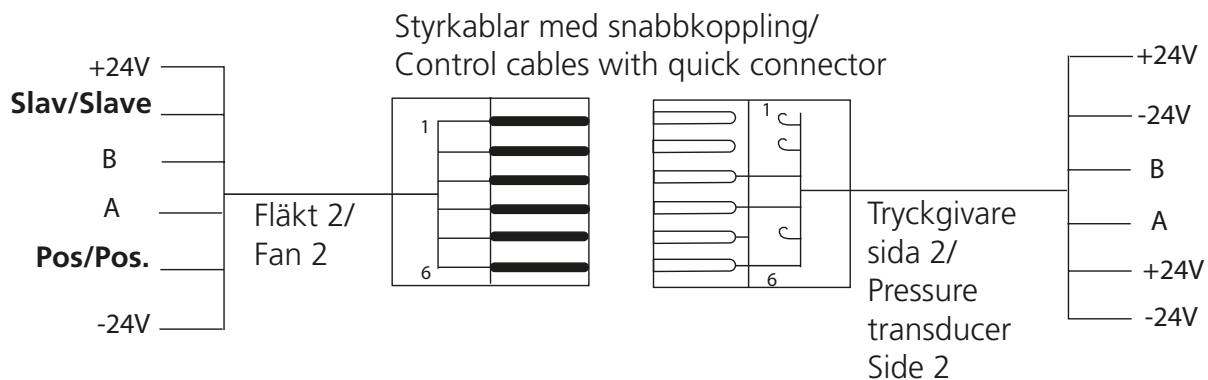 Styrkablar med snabbkoppling/
Control cables with quick connector
+24V
Slav/Slave
B
A
Pos/Pos.
-24V
Fläkt 2/
Fan 2
1
6
1
6
Tryckgivare
sida 2/
Pressure
transducer
Side 2
+24V
-24V
B
A
+24V
-24V